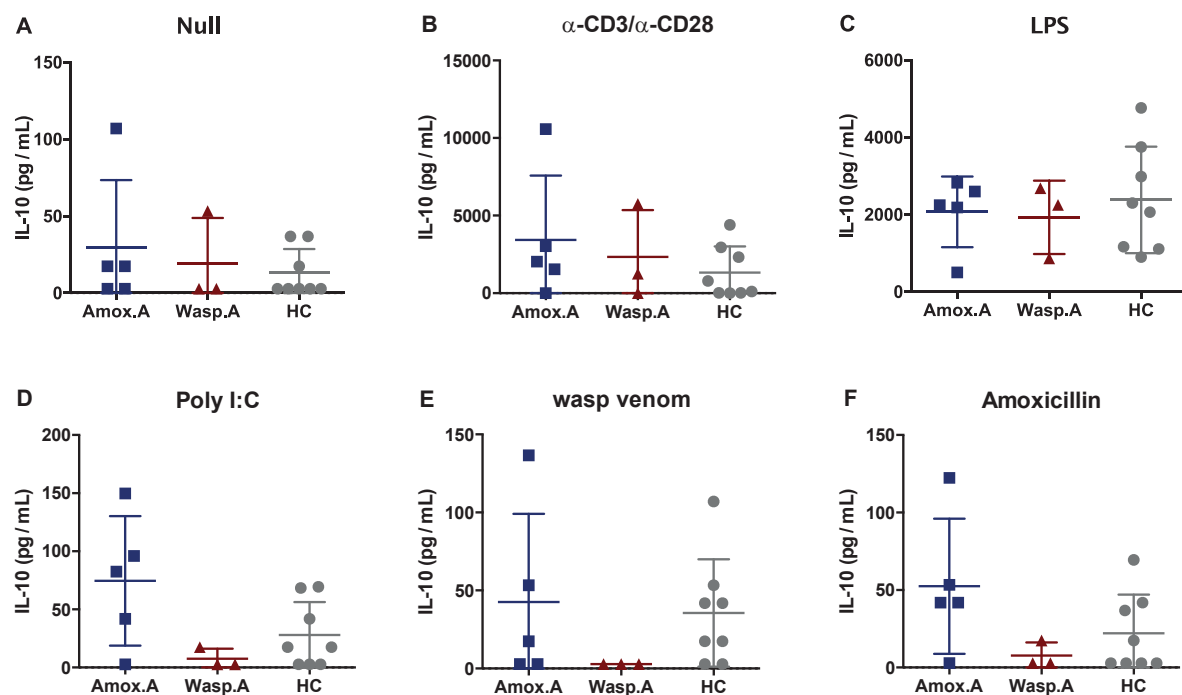 A
Null
IL-10 (pg / mL)
150
100
50
0
Amox.A Wasp.A HC
B
α-CD3/α-CD28
IL-10 (pg / mL)
15000
10000
5000
0
Amox.A Wasp.A HC
C
LPS
IL-10 (pg / mL)
6000
4000
2000
0
Amox.A Wasp.A HC
D
Poly I:C
IL-10 (pg / mL)
200
150
100
50
0
Amox.A Wasp.A HC
E
wasp venom
IL-10 (pg / mL)
150
100
50
0
Amox.A Wasp.A HC
F
Amoxicillin
IL-10 (pg / mL)
150
100
50
0
Amox.A Wasp.A HC